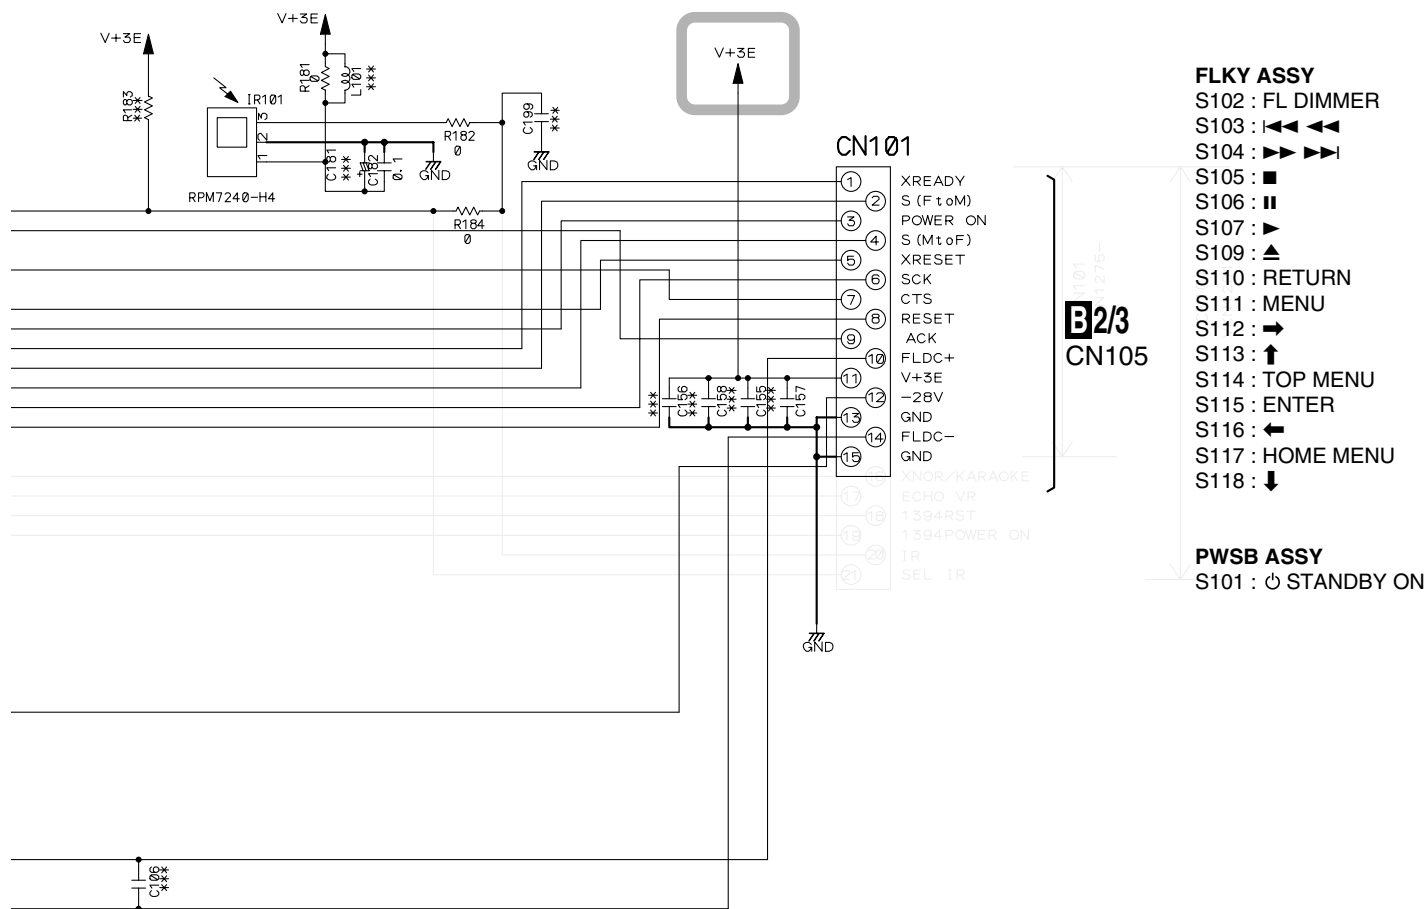 V+3E
V+3E
V+3E
R181
0
L101
***
R183
***
IR101
3
2
1
RPM7240-H4
R182
0
C199
***
GND
C181
***
+
C182
0.1
GND
R184
0
CN101
1 XREADY
2 S(FtoM)
3 POWER ON
4 S(MtoF)
5 XRESET
6 SCK
7 CTS
8 RESET
9 ACK
10 FLDC+
11 V+3E
12 -28V
13 GND
14 FLDC-
15 GND
16 XNOR/KARAOKE
17 ECHO VR
18 1394RST
19 1394POWER ON
20 IR
21 SEL IR
***
C156
***
C158
***
C155
***
C157
GND
C106
***
B 2/3
CN105
FLKY ASSY
S102 : FL DIMMER
S103 : |◀◀ ◀◀
S104 : ▶▶ ▶▶|
S105 : ■
S106 : ⏸
S107 : ▶
S109 : ⏏
S110 : RETURN
S111 : MENU
S112 : ➡
S113 : ⬆
S114 : TOP MENU
S115 : ENTER
S116 : ⬅
S117 : HOME MENU
S118 : ⬇
PWSB ASSY
S101 : ⏻ STANDBY ON